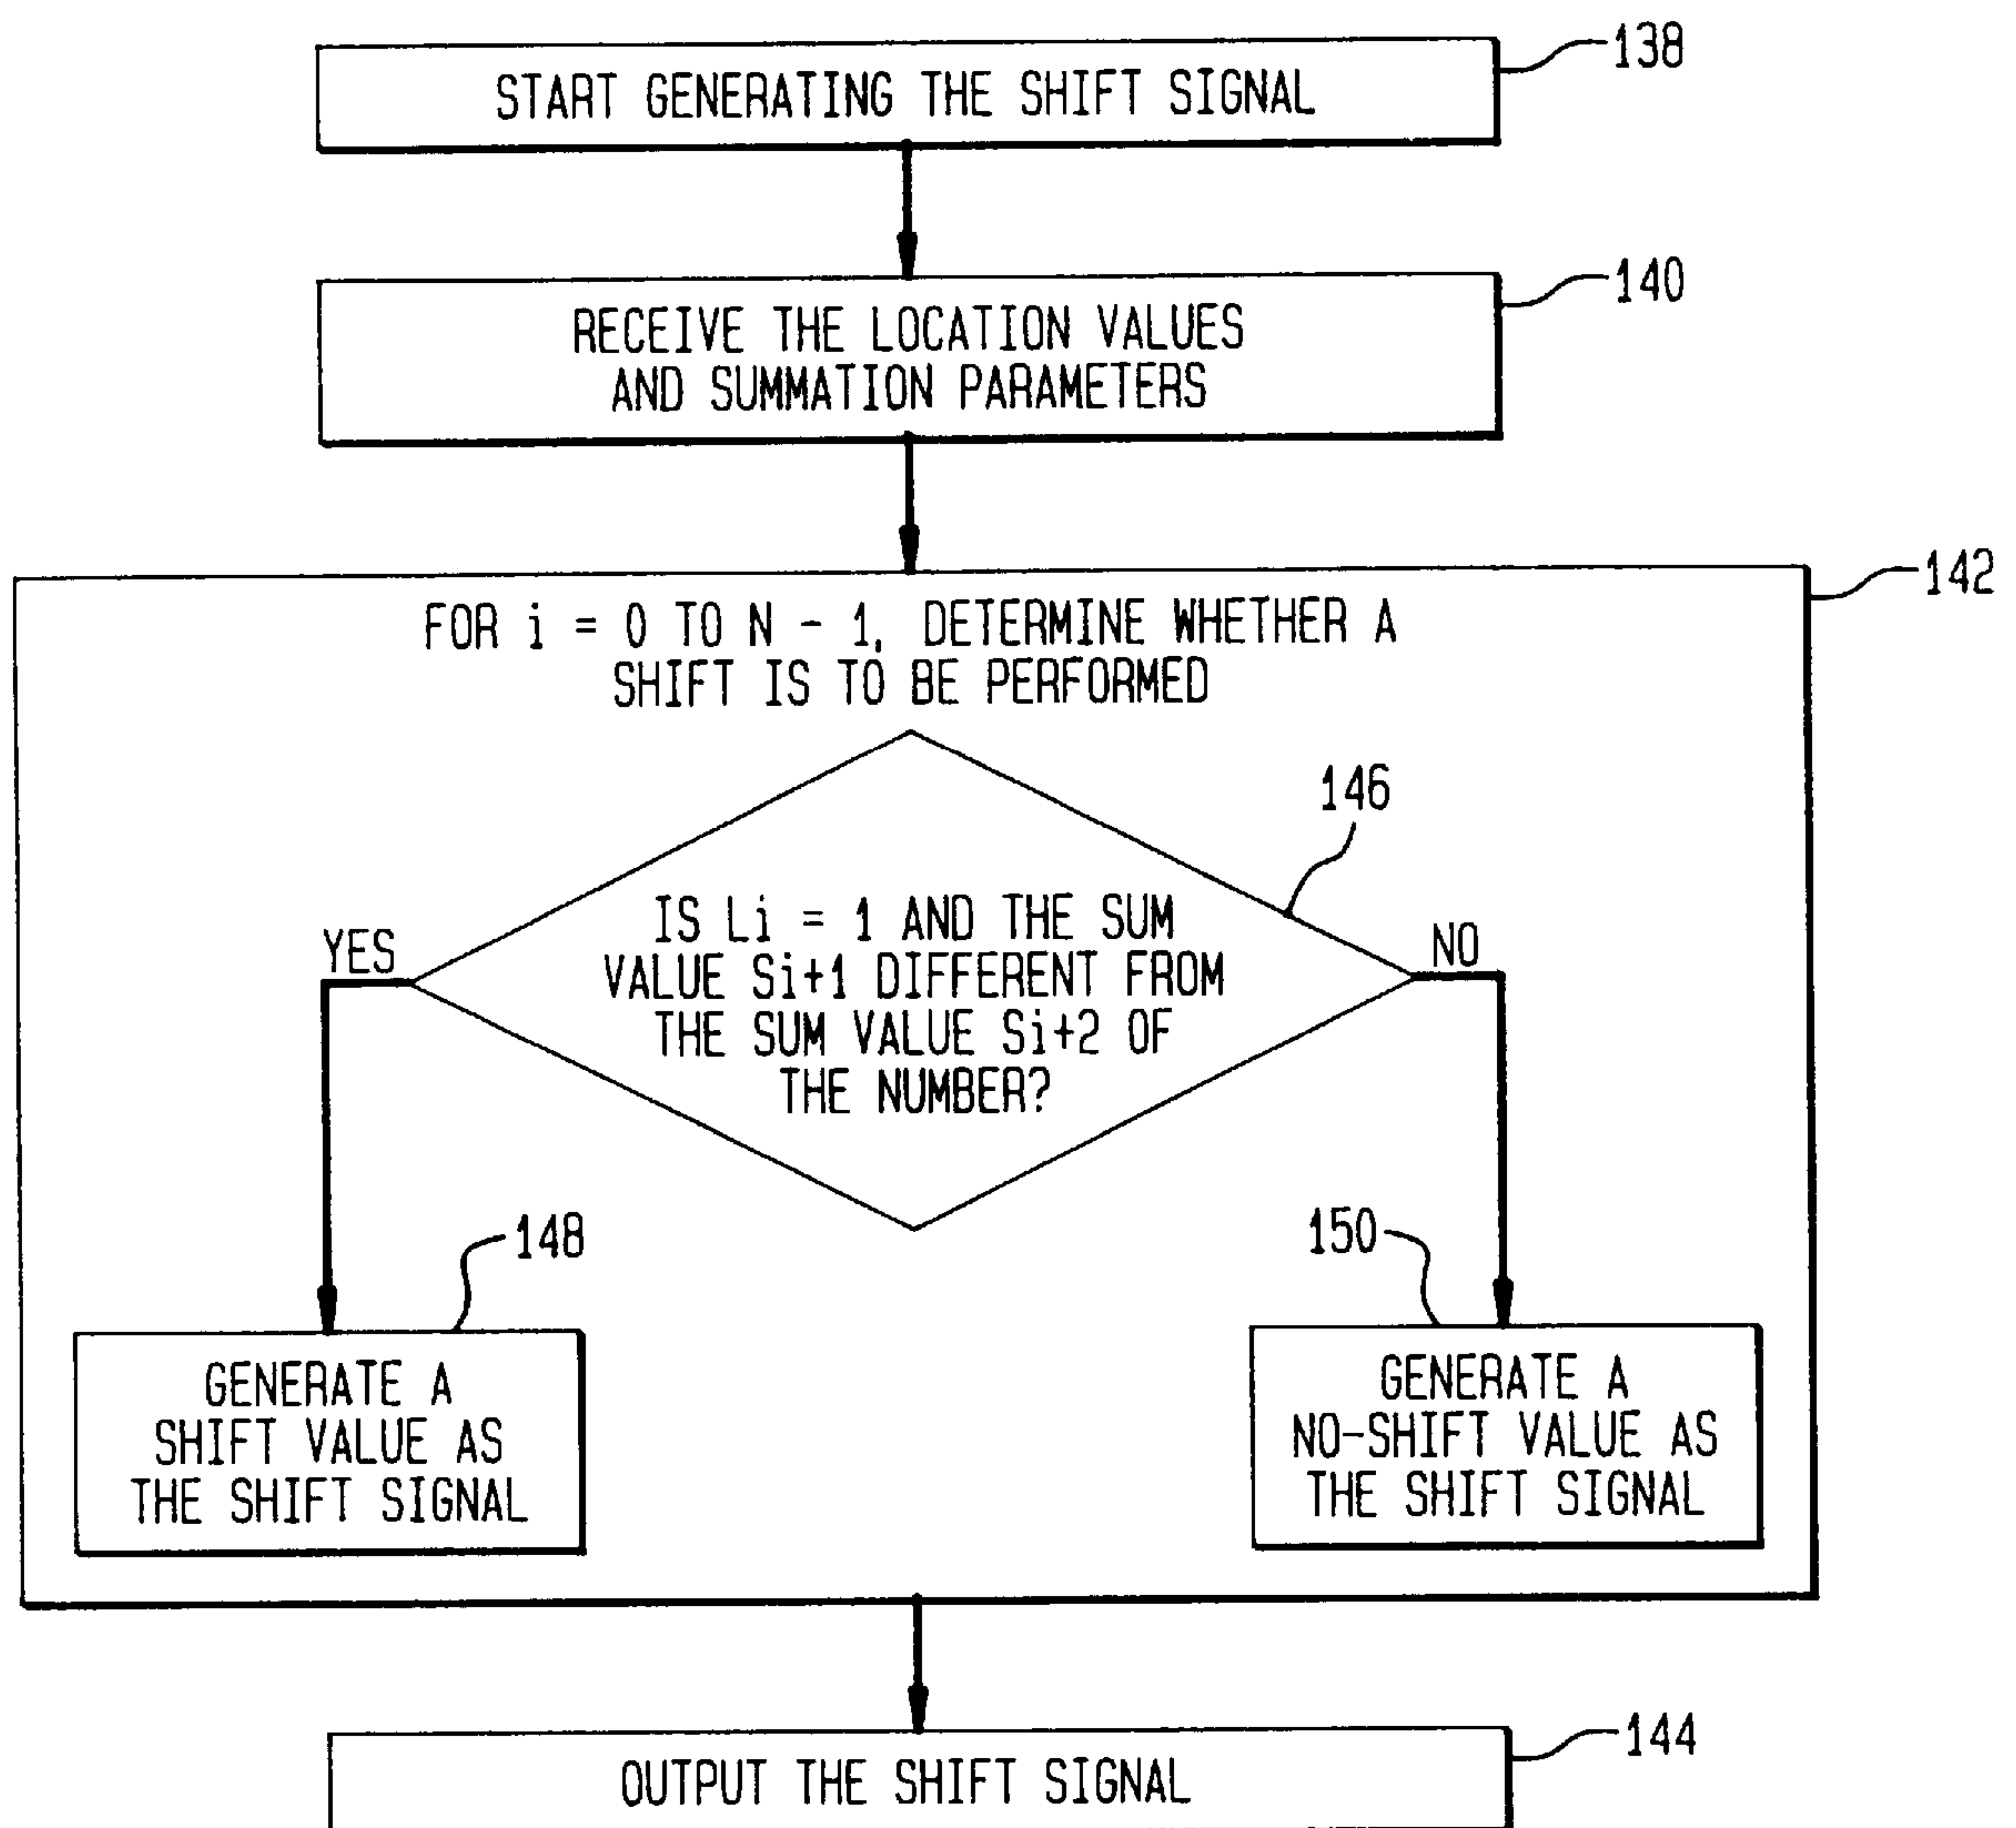 138
START GENERATING THE SHIFT SIGNAL
140
RECEIVE THE LOCATION VALUES
AND SUMMATION PARAMETERS
142
FOR i = 0 TO N - 1, DETERMINE WHETHER A
SHIFT IS TO BE PERFORMED
146
IS Li = 1 AND THE SUM
VALUE Si+1 DIFFERENT FROM
THE SUM VALUE Si+2 OF
THE NUMBER?
YES
NO
148
150
GENERATE A
SHIFT VALUE AS
THE SHIFT SIGNAL
GENERATE A
NO-SHIFT VALUE AS
THE SHIFT SIGNAL
144
OUTPUT THE SHIFT SIGNAL